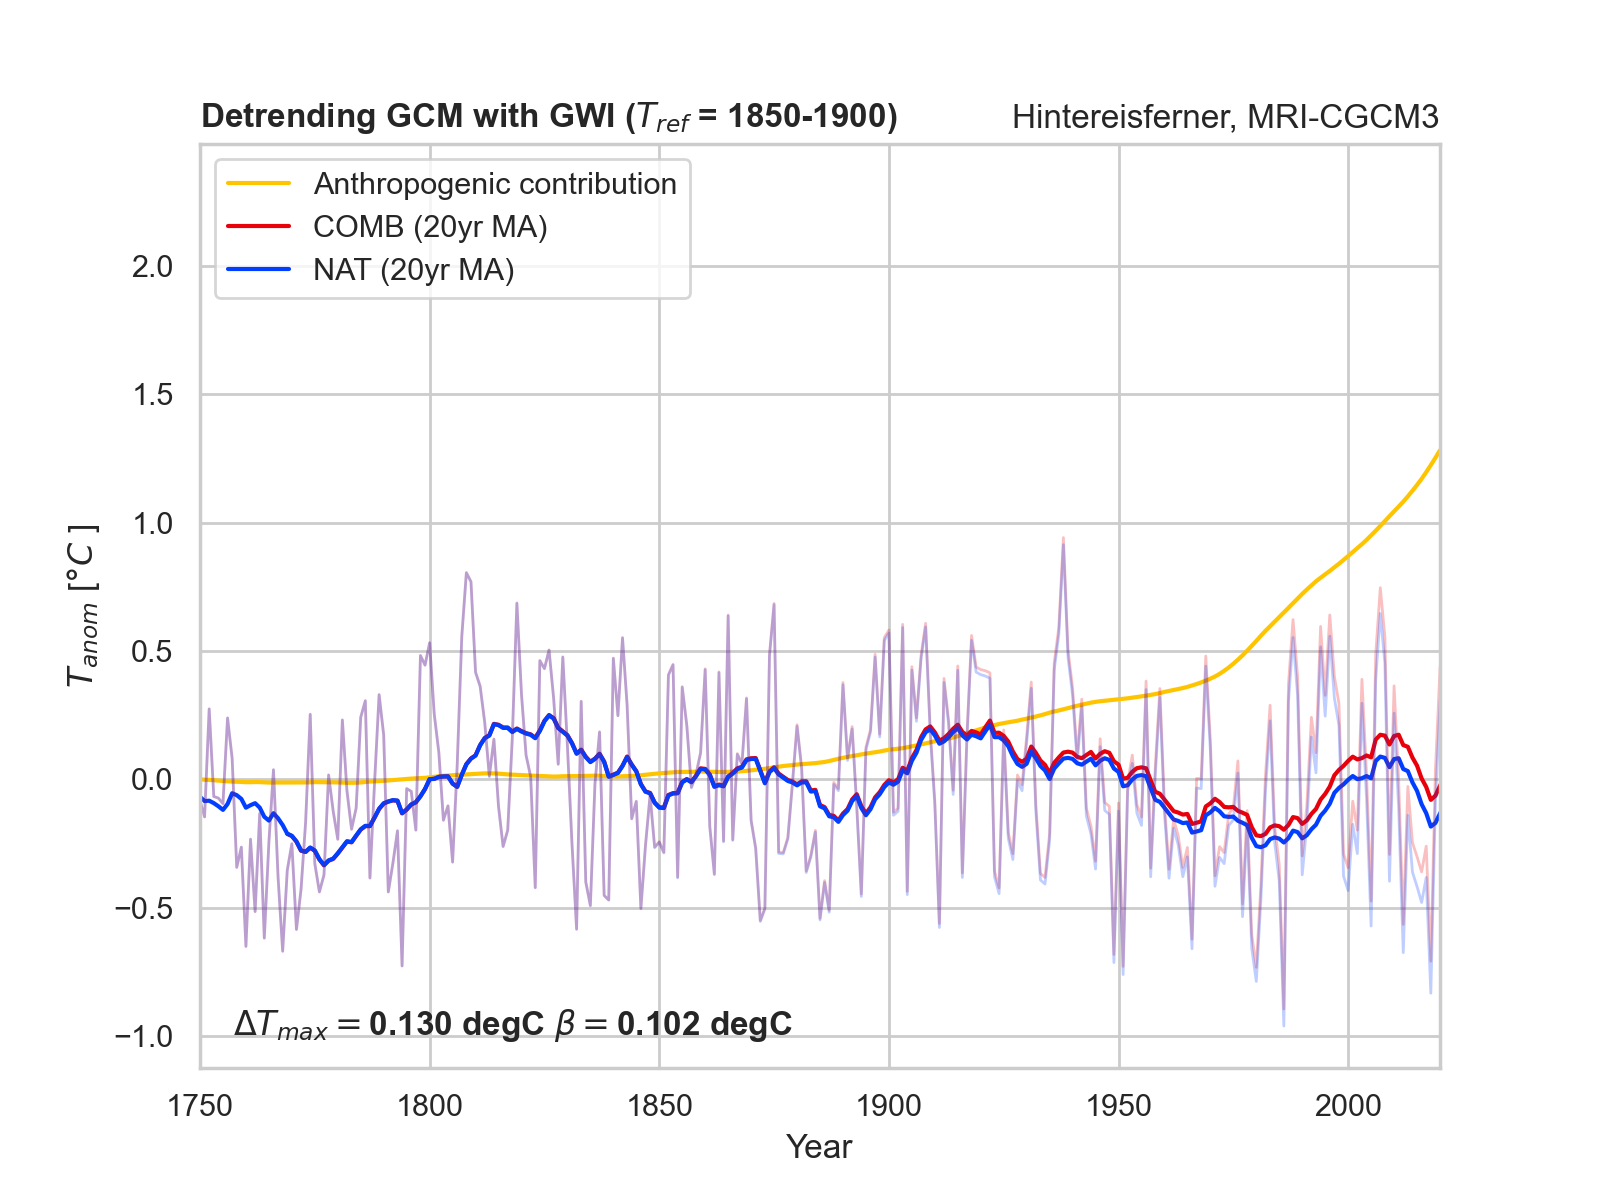 Detrending GCM with GWI (T_ref = 1850-1900)
Hintereisferner, MRI-CGCM3
Anthropogenic contribution
COMB (20yr MA)
NAT (20yr MA)
2.0
1.5
1.0
0.5
0.0
−0.5
−1.0
T_anom [°C]
ΔT_max = 0.130 degC β = 0.102 degC
1750 1800 1850 1900 1950 2000
Year